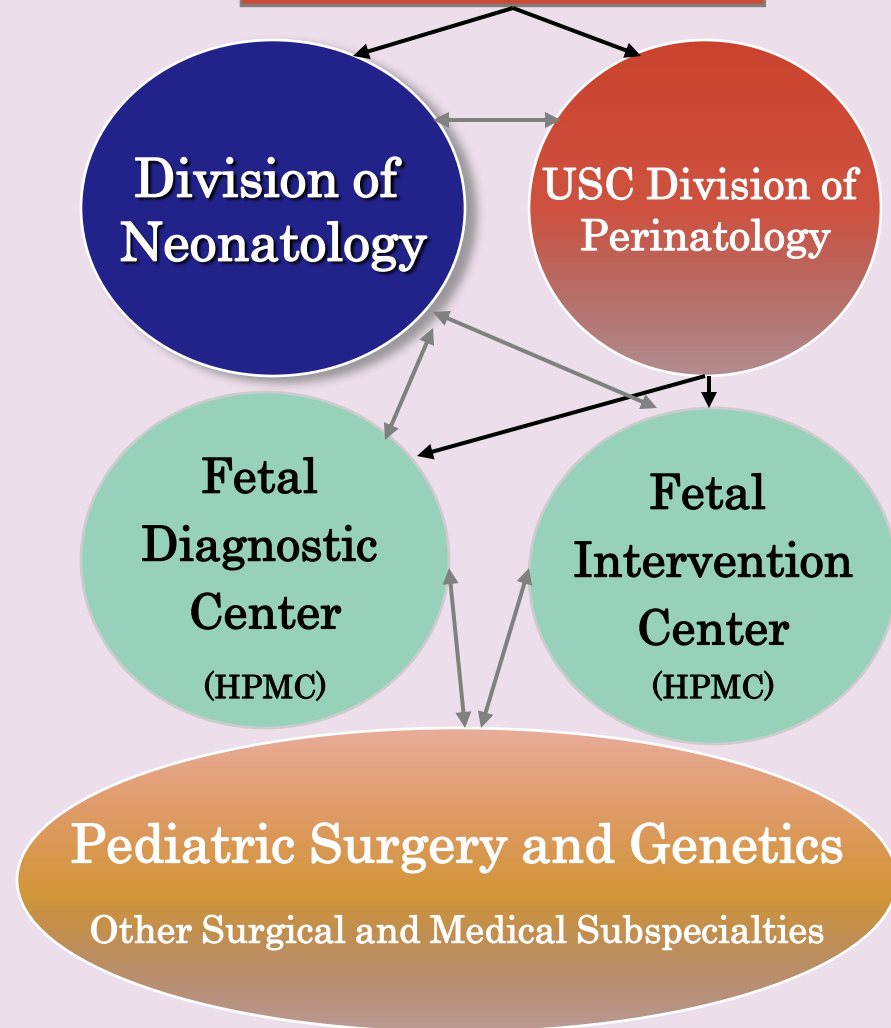 Division of
Neonatology
USC Division of
Perinatology
Fetal
Diagnostic
Center
(HPMC)
Fetal
Intervention
Center
(HPMC)
Pediatric Surgery and Genetics
Other Surgical and Medical Subspecialties